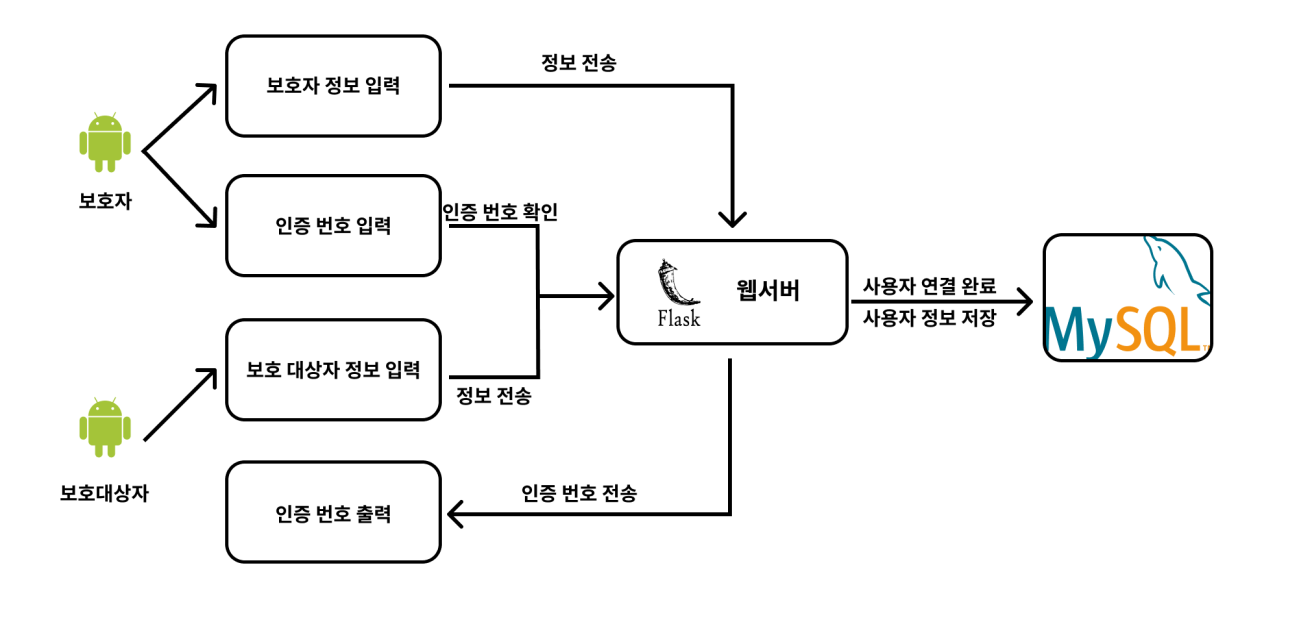 정보 전송
보호자 정보 입력
보호자
인증 번호 입력
인증 번호 확인
Flask
웹서버
사용자 연결 완료
사용자 정보 저장
MySQL
보호 대상자 정보 입력
정보 전송
보호대상자
인증 번호 출력
인증 번호 전송